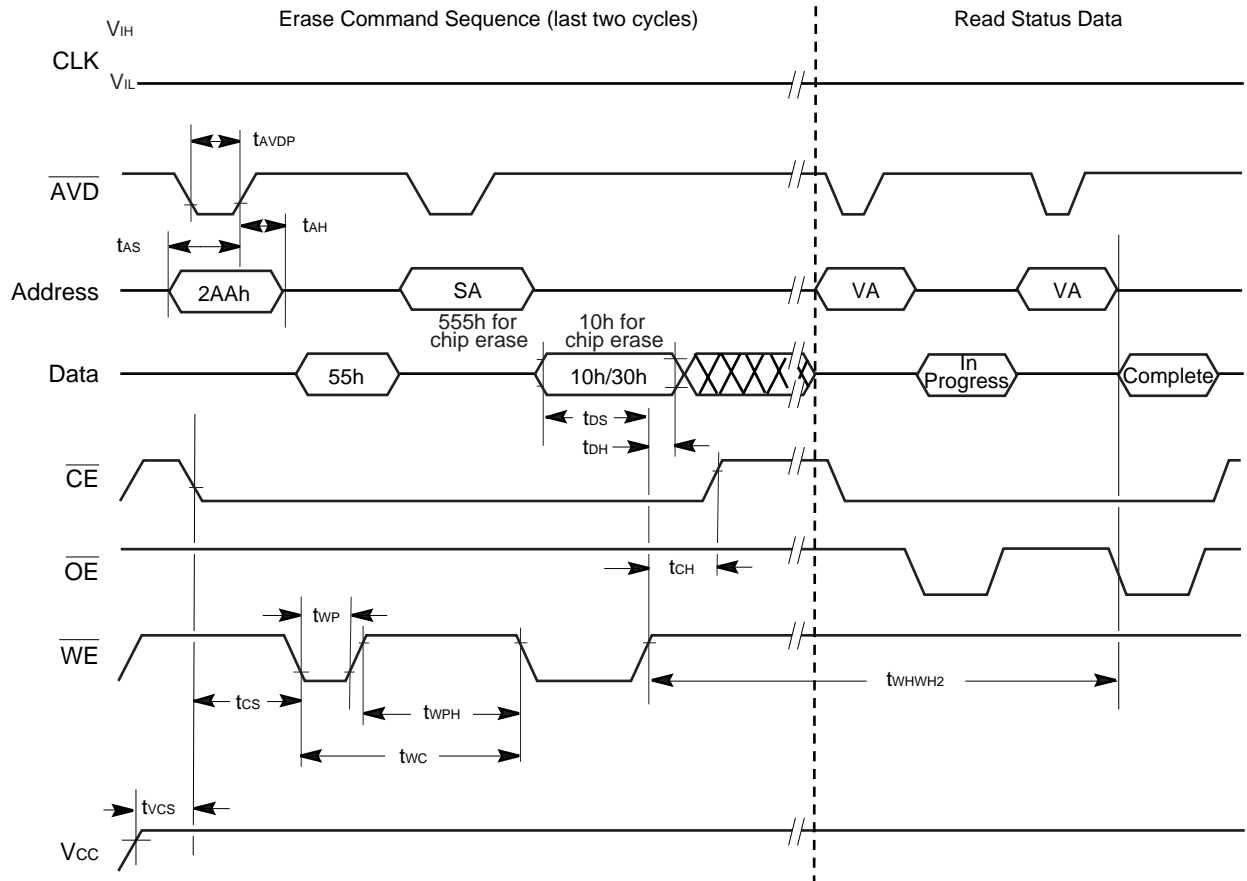 Erase Command Sequence (last two cycles)
Read Status Data
VIH
CLK
VIL
tAVDP
AVD
tAH
tAS
Address
2AAh
SA
VA
VA
555h for
chip erase
10h for
chip erase
Data
55h
10h/30h
In
Progress
Complete
tDS
tDH
CE
OE
tCH
tWP
WE
tWHWH2
tCS
tWPH
tWC
tVCS
VCC